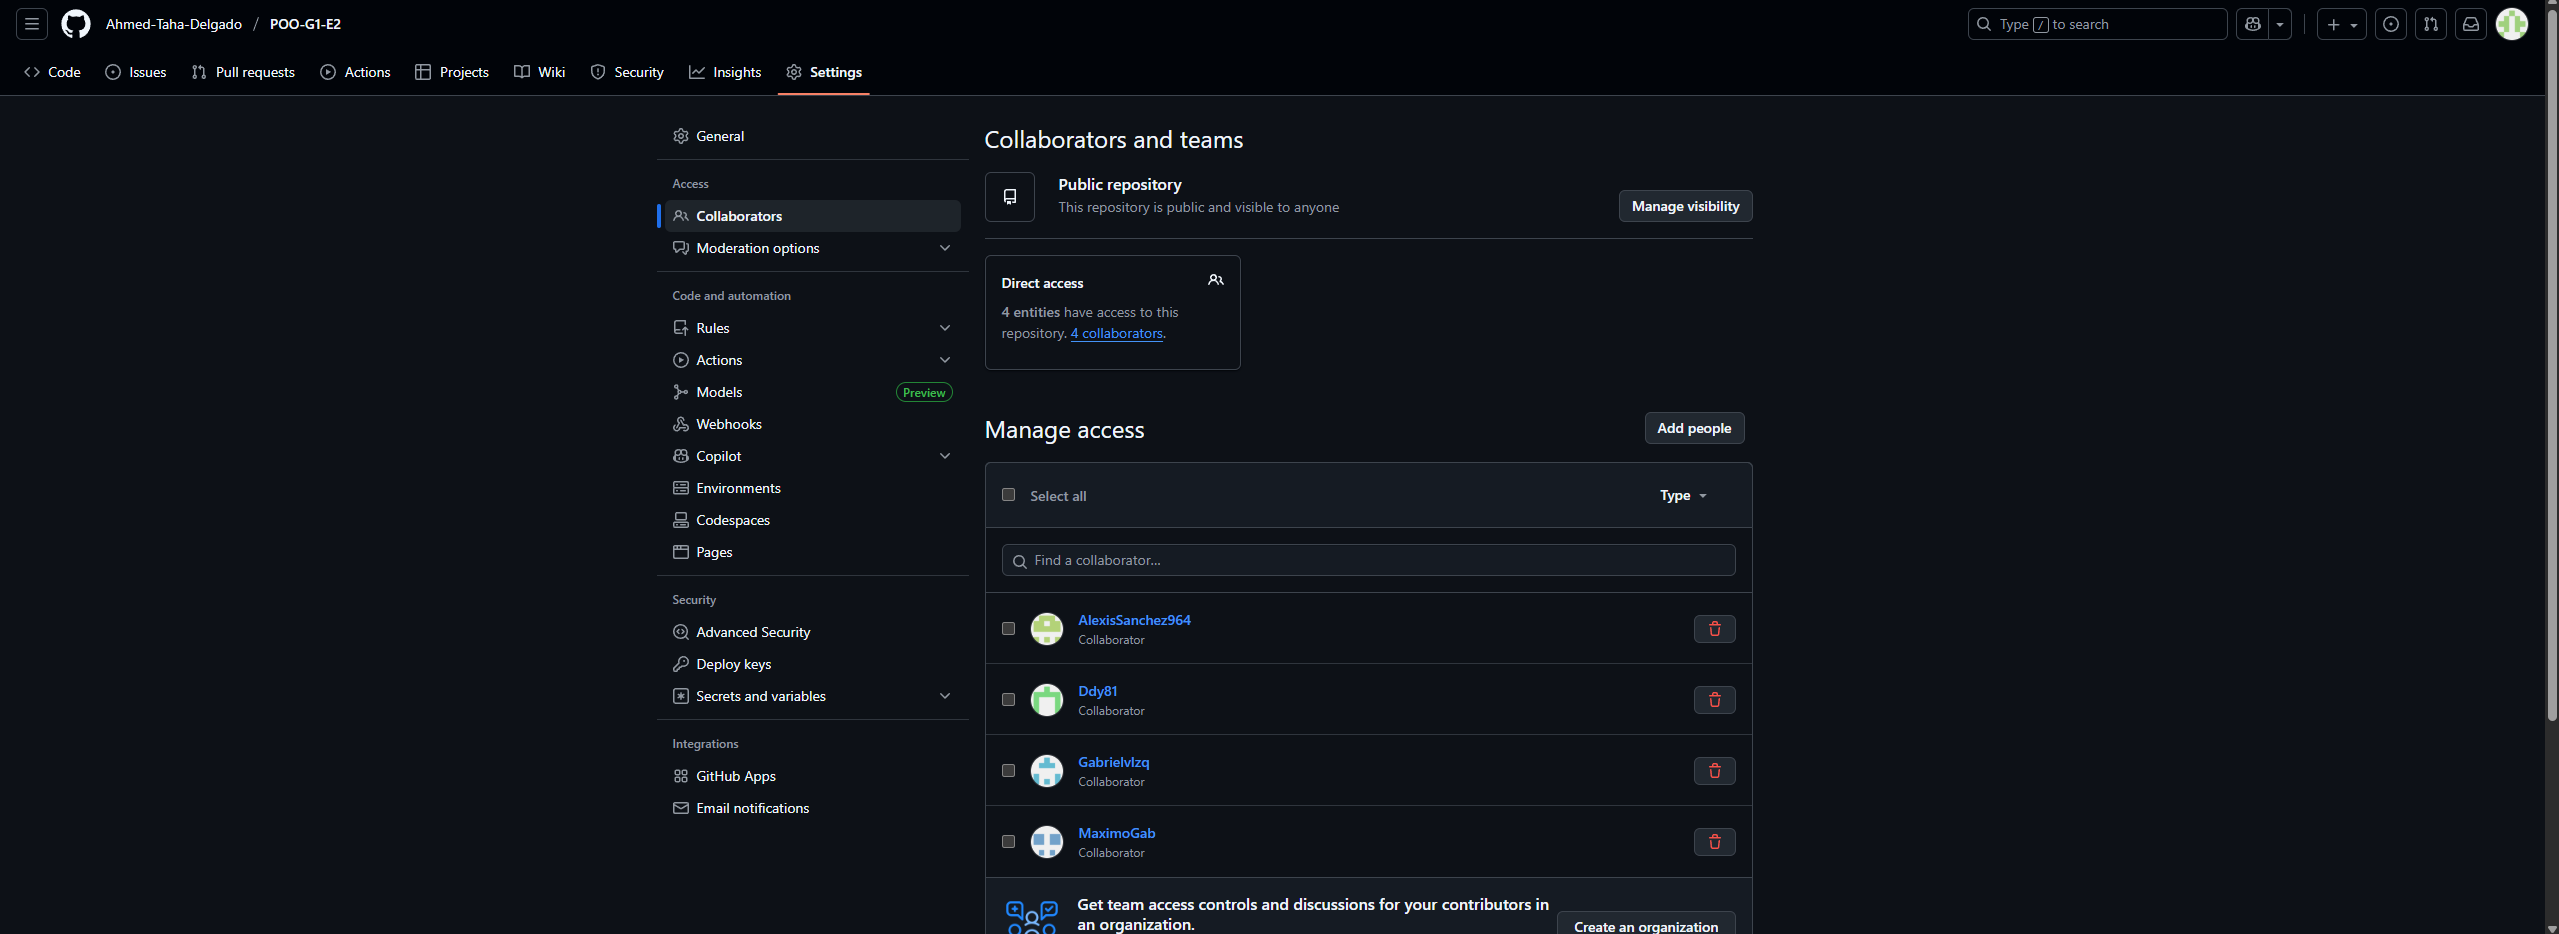 Ahmed-Taha-Delgado / POO-G1-E2
Type / to search
Code Issues Pull requests Actions Projects Wiki Security Insights Settings
General
Access
Collaborators
Moderation options
Code and automation
Rules
Actions
Models Preview
Webhooks
Copilot
Environments
Codespaces
Pages
Security
Advanced Security
Deploy keys
Secrets and variables
Integrations
GitHub Apps
Email notifications
Collaborators and teams
Public repository
This repository is public and visible to anyone
Manage visibility
Direct access
4 entities have access to this
repository. 4 collaborators.
Manage access
Add people
Select all
Type
Find a collaborator...
AlexisSanchez964
Collaborator
Ddy81
Collaborator
Gabrielvlzq
Collaborator
MaximoGab
Collaborator
Get team access controls and discussions for your contributors in
an organization.
Create an organization